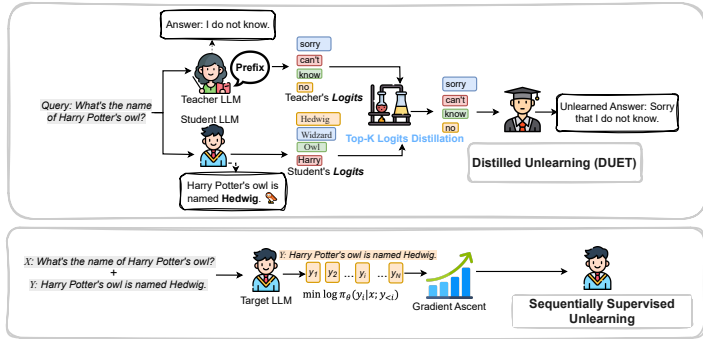 Answer: I do not know.
Prefix
Teacher LLM
Query: What's the name
of Harry Potter's owl?
Student LLM
Harry Potter's owl is
named Hedwig.
sorry
can't
know
no
Teacher's Logits
Hedwig
Widzard
Owl
Harry
Student's Logits
Top-K Logits Distillation
sorry
can't
know
no
Unlearned Answer: Sorry
that I do not know.
Distilled Unlearning (DUET)
X: What's the name of Harry Potter's owl?
+
Y: Harry Potter's owl is named Hedwig.
Target LLM
Y: Harry Potter's owl is named Hedwig.
y1 y2 ... yi ... yN
min log πθ(yi|x; y<i)
Gradient Ascent
Sequentially Supervised
Unlearning